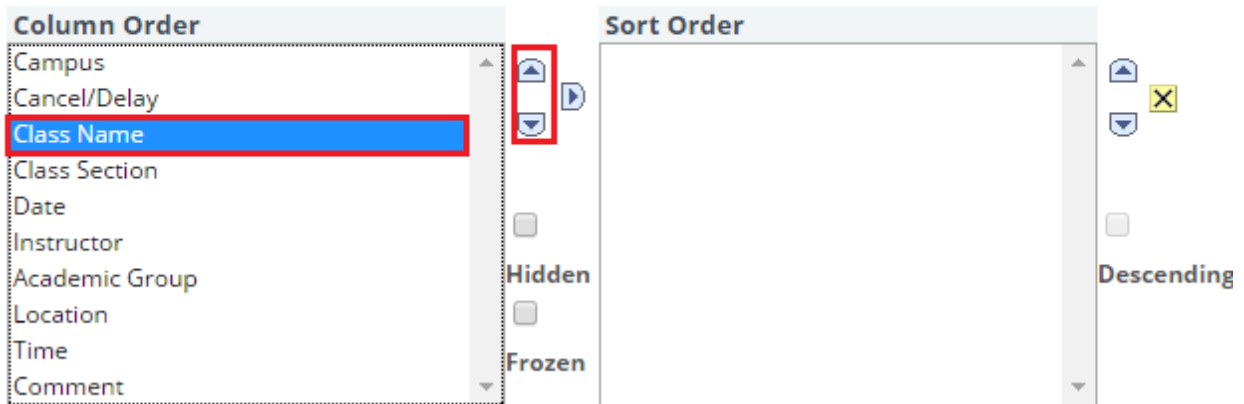 Column Order
Sort Order
Campus
Cancel/Delay
Class Name
Class Section
Date
Instructor
Academic Group
Location
Time
Comment
Hidden
Frozen
Descending